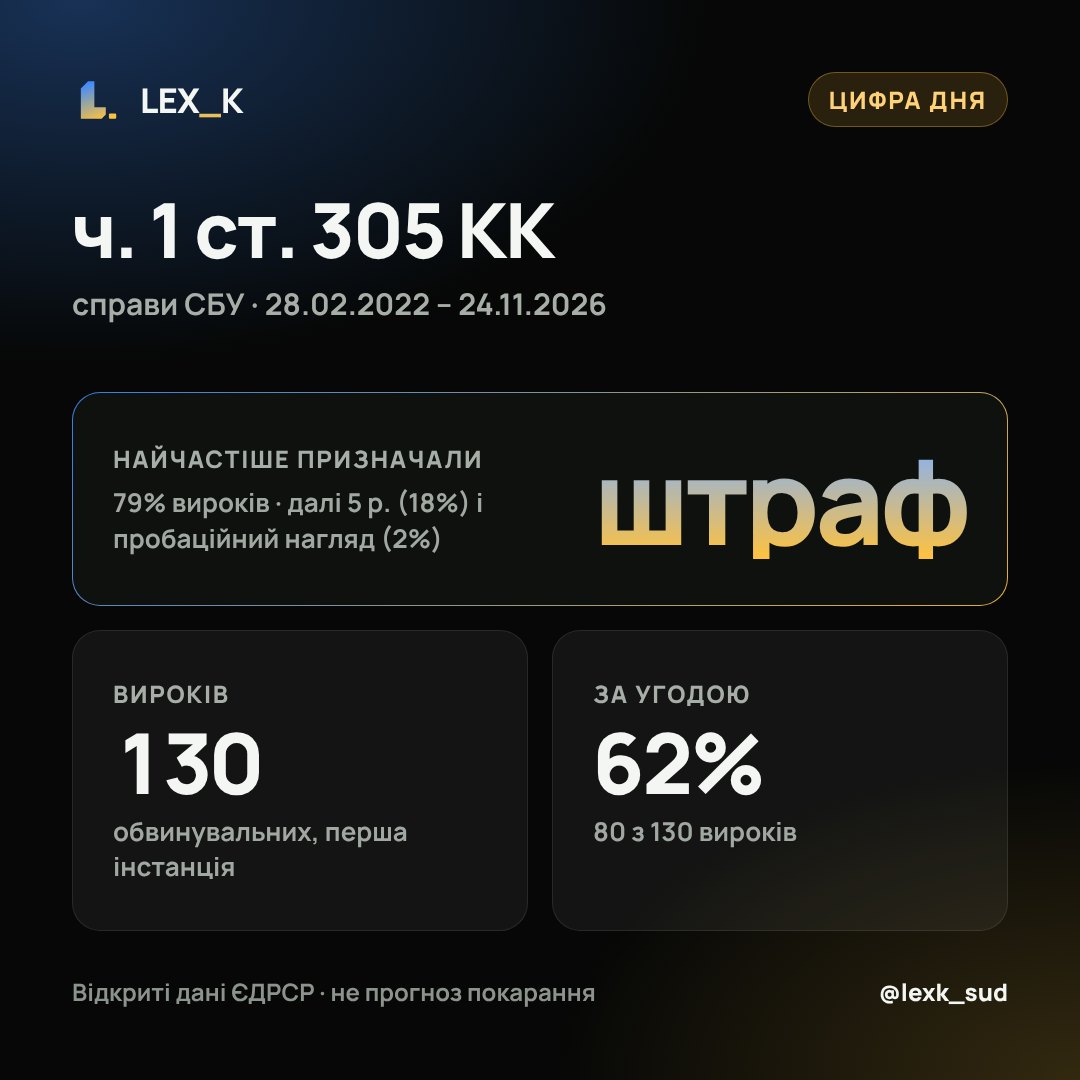 LEX_K
ЦИФРА ДНЯ
ч. 1 ст. 305 КК
справи СБУ · 28.02.2022 – 24.11.2026
НАЙЧАСТІШЕ ПРИЗНАЧАЛИ
79% вироків · далі 5 р. (18%) і
пробаційний нагляд (2%)
штраф
ВИРОКІВ
130
обвинувальних, перша
інстанція
ЗА УГОДОЮ
62%
80 з 130 вироків
Відкриті дані ЄДРСР · не прогноз покарання
@lexk_sud